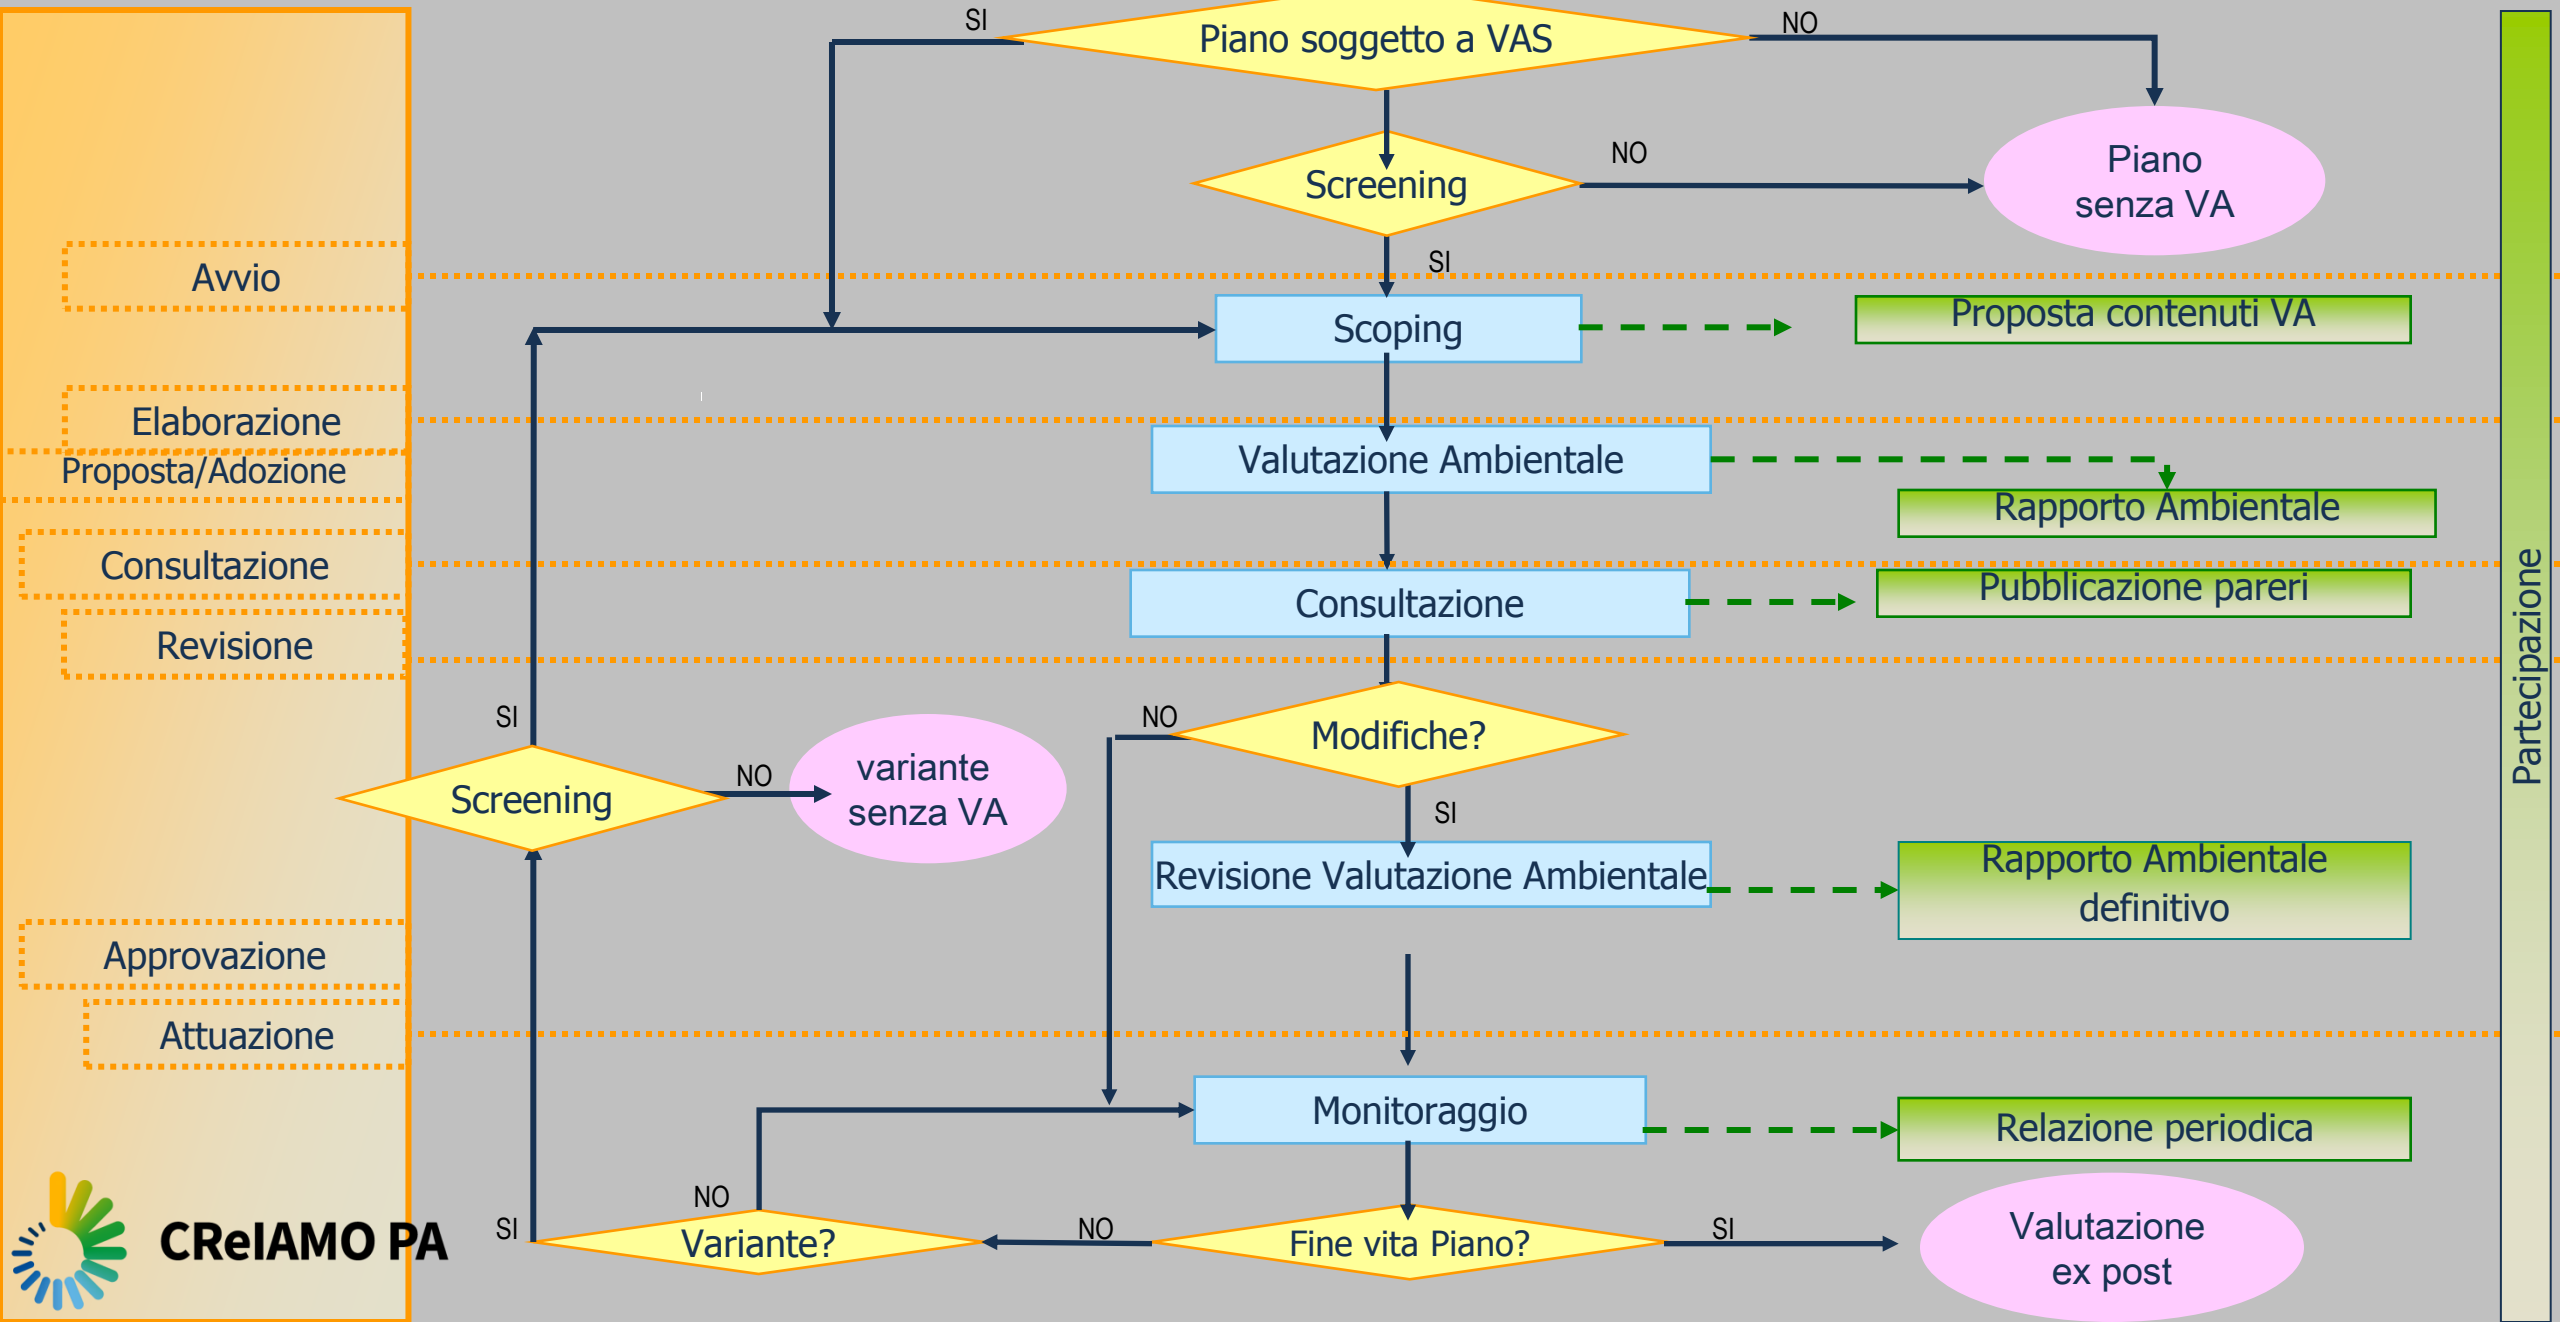 SI
Piano soggetto a VAS
NO
Screening
NO
Piano
senza VA
SI
Avvio
Scoping
Proposta contenuti VA
Elaborazione
Proposta/Adozione
Valutazione Ambientale
Rapporto Ambientale
Consultazione
Consultazione
Pubblicazione pareri
Revisione
Partecipazione
SI
Screening
NO
variante
senza VA
NO
Modifiche?
SI
Revisione Valutazione Ambientale
Rapporto Ambientale
definitivo
Approvazione
Attuazione
Monitoraggio
Relazione periodica
NO
SI
Variante?
NO
Fine vita Piano?
SI
Valutazione
ex post
CReIAMO PA